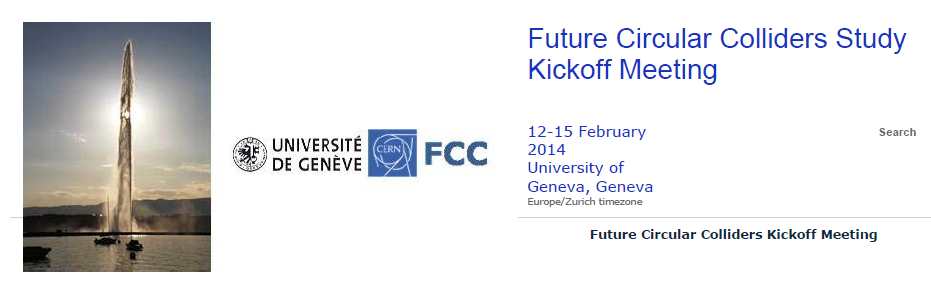 Future Circular Colliders Study
Kickoff Meeting
UNIVERSITÉ
DE GENÈVE
CERN
FCC
12-15 February
2014
University of
Geneva, Geneva
Europe/Zurich timezone
Search
Future Circular Colliders Kickoff Meeting